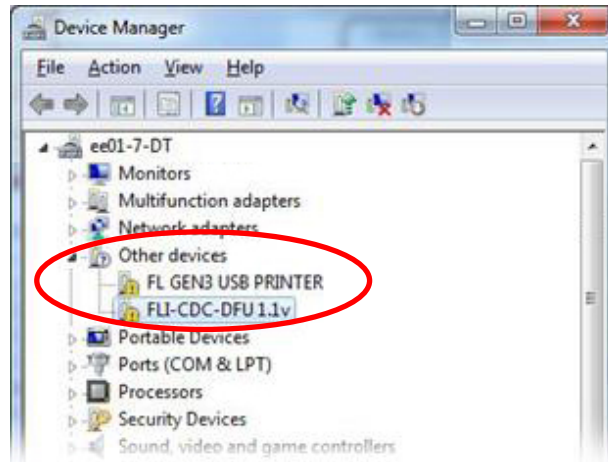 Device Manager
File Action View Help
ee01-7-DT
Monitors
Multifunction adapters
Network adapters
Other devices
FL GEN3 USB PRINTER
FLI-CDC-DFU 1.1v
Portable Devices
Ports (COM & LPT)
Processors
Security Devices
Sound, video and game controllers